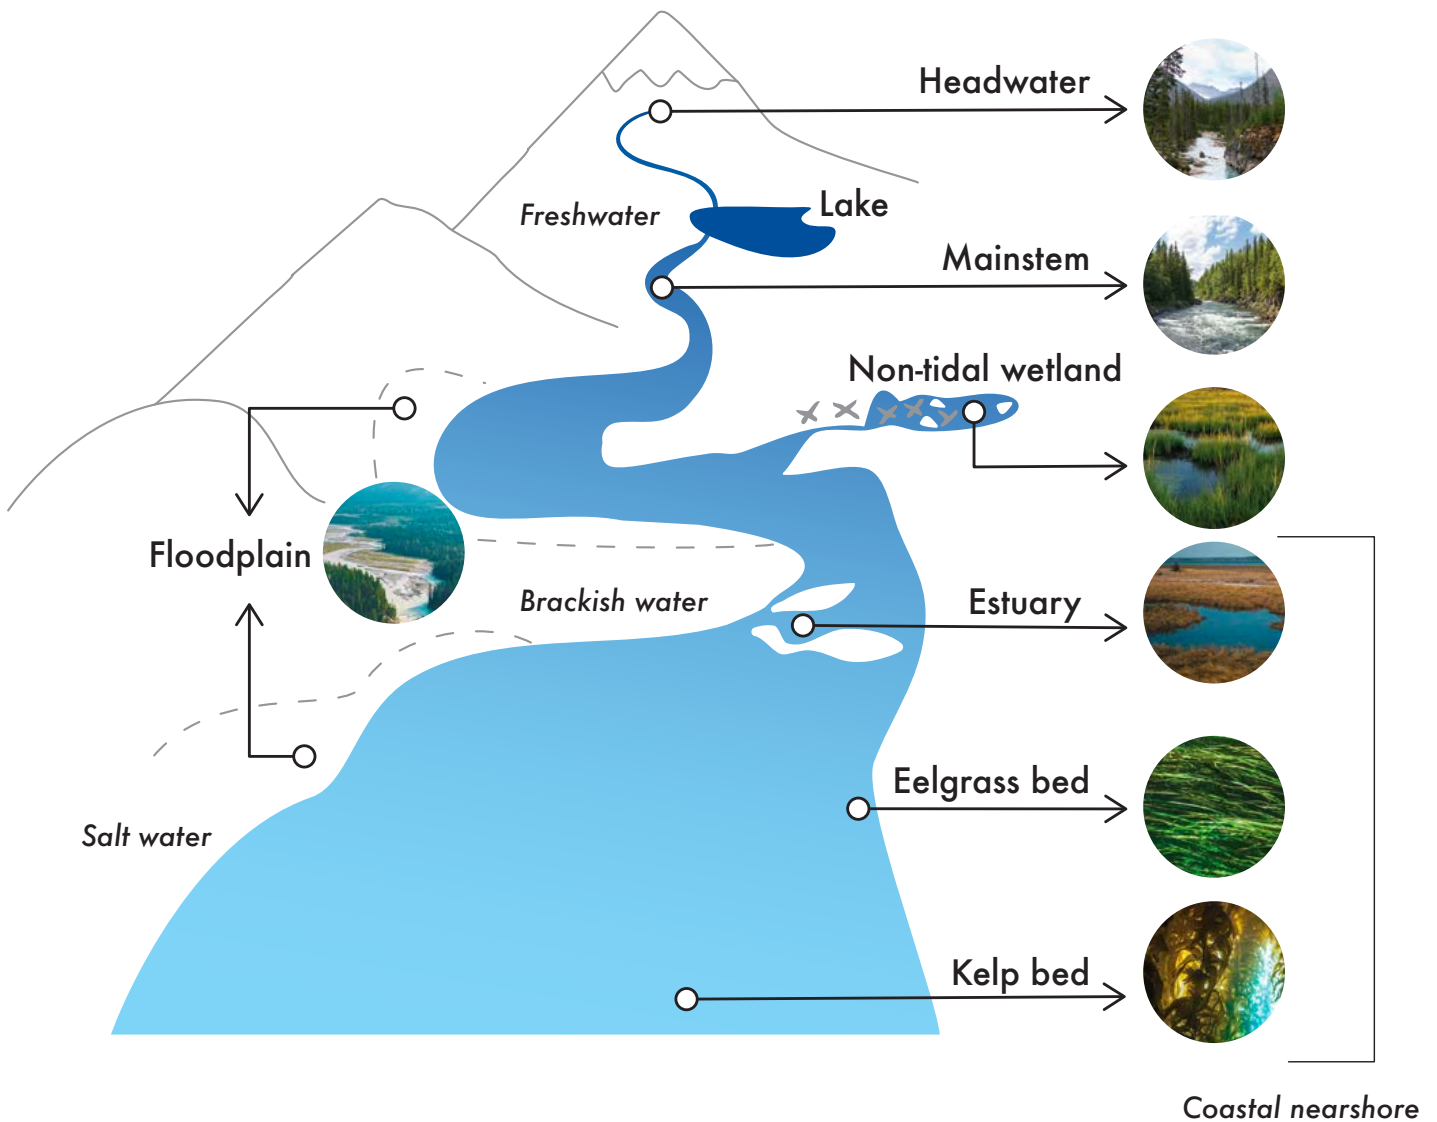 Headwater
Lake
Freshwater
Mainstem
Non-tidal wetland
Floodplain
Brackish water
Estuary
Eelgrass bed
Salt water
Kelp bed
Coastal nearshore